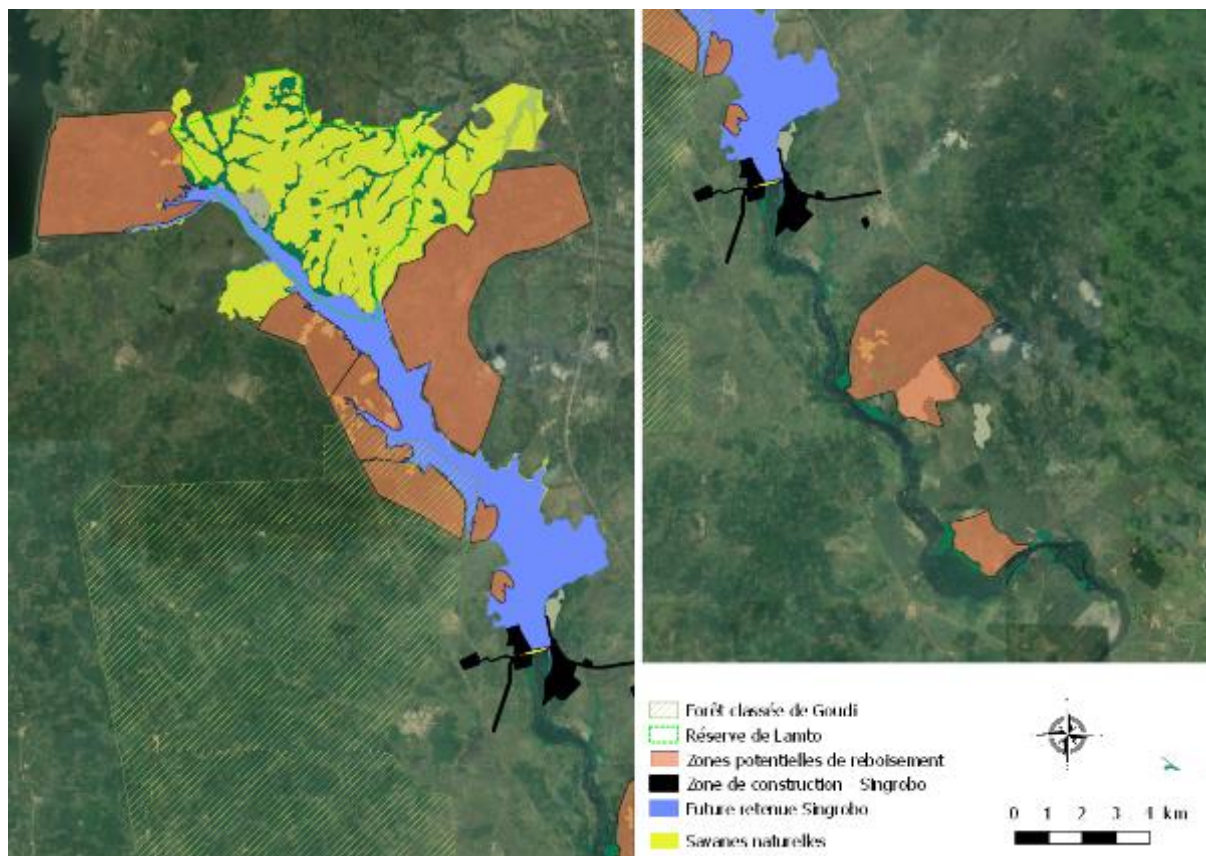 Forêt classée de Goudi
Réserve de Lamto
Zones potentielles de reboisement
Zone de construction Singrobo
Future retenue Singrobo
Savanes naturelles
0 1 2 3 4 km